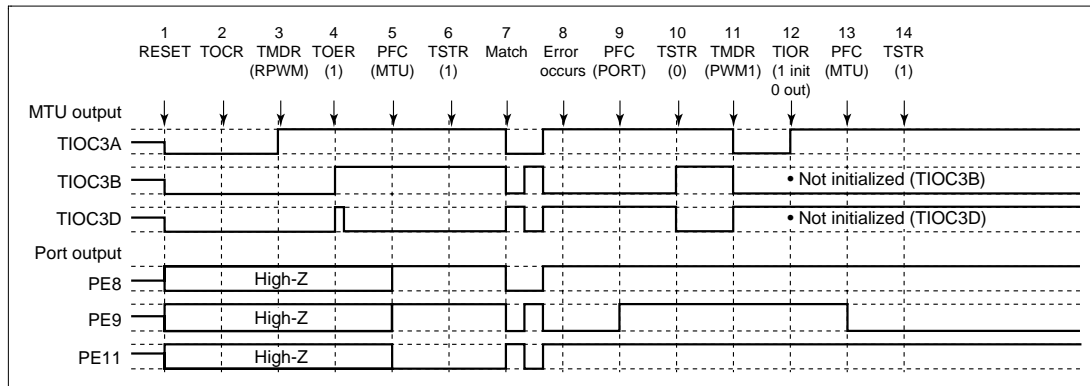 1 2 3 4 5 6 7 8 9 10 11 12 13 14
RESET TOCR TMDR TOER PFC TSTR Match Error PFC TSTR TMDR TIOR PFC TSTR
(RPWM) (1) (MTU) (1) occurs (PORT) (0) (PWM1) (1 init (MTU) (1)
0 out)
MTU output
TIOC3A
TIOC3B • Not initialized (TIOC3B)
TIOC3D • Not initialized (TIOC3D)
Port output
PE8 High-Z
PE9 High-Z
PE11 High-Z